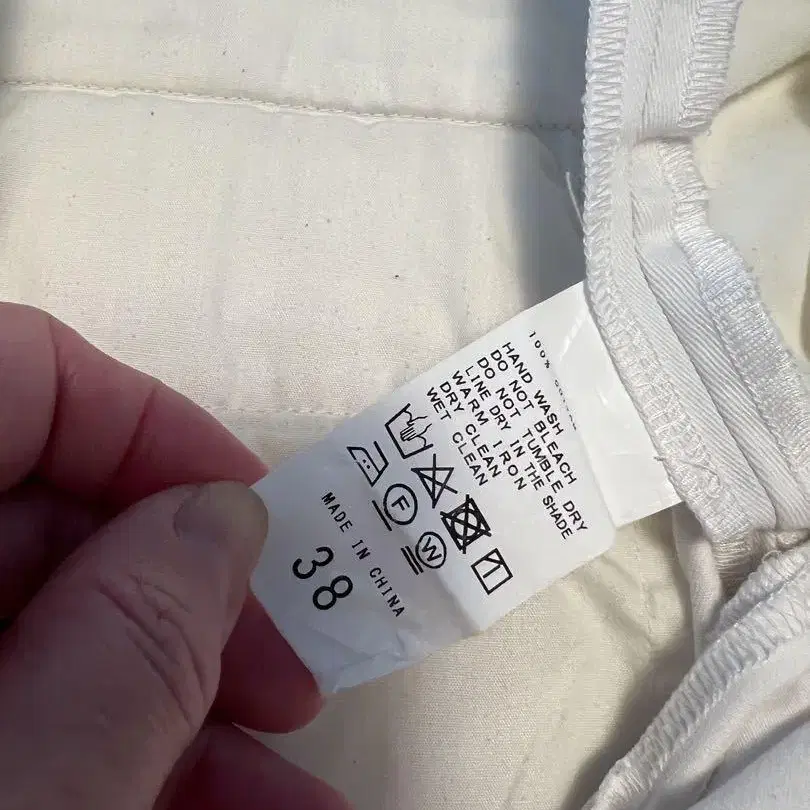 100%
HAND WASH
DO NOT BLEACH
DO NOT TUMBLE DRY
LINE DRY IN THE SHADE
WARM IRON
DRY CLEAN
WET CLEAN
F
W
MADE IN CHINA
38